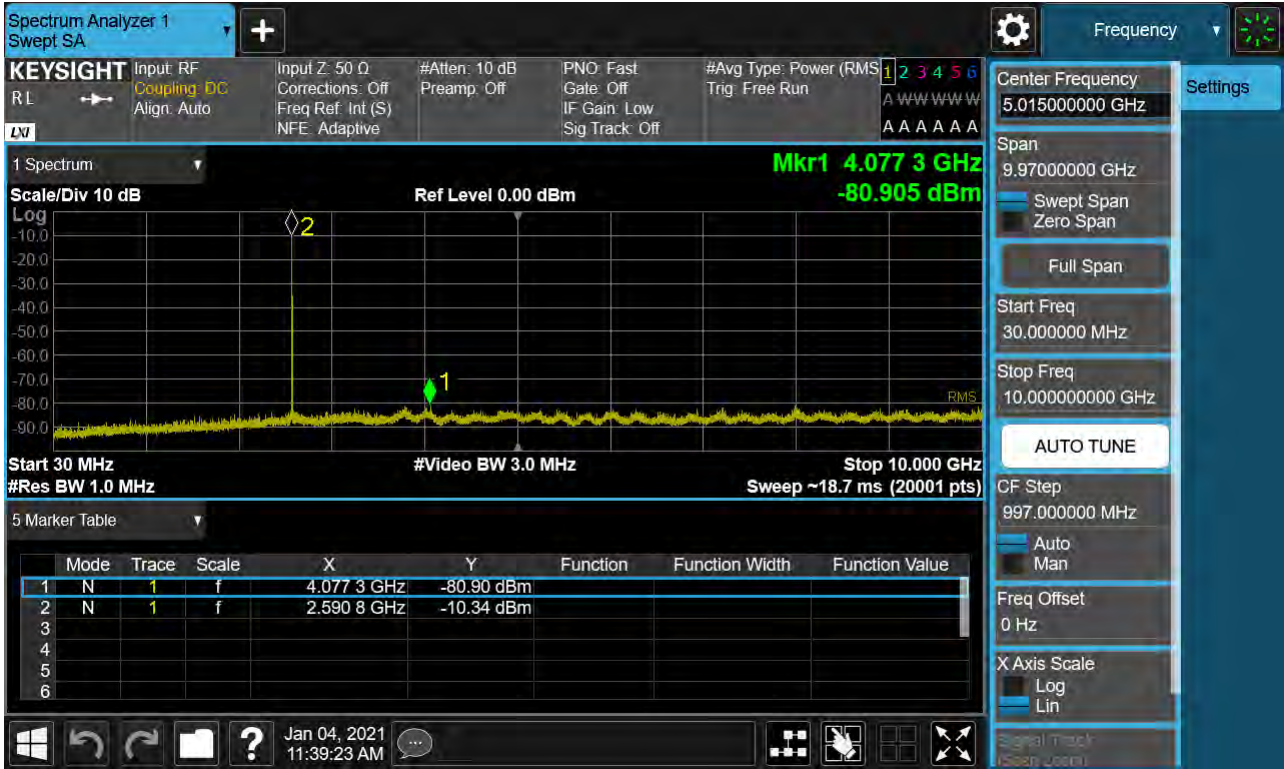 Spectrum Analyzer 1
Swept SA
+
Frequency
KEYSIGHT
R L
LXI
Input: RF
Coupling: DC
Align: Auto
Input Z: 50 Ω
Corrections: Off
Freq Ref: Int (S)
NFE: Adaptive
#Atten: 10 dB
Preamp: Off
PNO: Fast
Gate: Off
IF Gain: Low
Sig Track: Off
#Avg Type: Power (RMS
Trig: Free Run
1 2 3 4 5 6
A W W W W W
A A A A A A
1 Spectrum
Mkr1 4.077 3 GHz
-80.905 dBm
Scale/Div 10 dB
Ref Level 0.00 dBm
Log
-10.0
-20.0
-30.0
-40.0
-50.0
-60.0
-70.0
-80.0
-90.0
2
1
RMS
Start 30 MHz
#Video BW 3.0 MHz
Stop 10.000 GHz
#Res BW 1.0 MHz
Sweep ~18.7 ms (20001 pts)
5 Marker Table
Mode Trace Scale X Y Function Function Width Function Value
1 N 1 f 4.077 3 GHz -80.90 dBm
2 N 1 f 2.590 8 GHz -10.34 dBm
3
4
5
6
Jan 04, 2021
11:39:23 AM
?
Center Frequency
5.015000000 GHz
Settings
Span
9.97000000 GHz
Swept Span
Zero Span
Full Span
Start Freq
30.000000 MHz
Stop Freq
10.000000000 GHz
AUTO TUNE
CF Step
997.000000 MHz
Auto
Man
Freq Offset
0 Hz
X Axis Scale
Log
Lin
Signal Track
(Span Zoom)